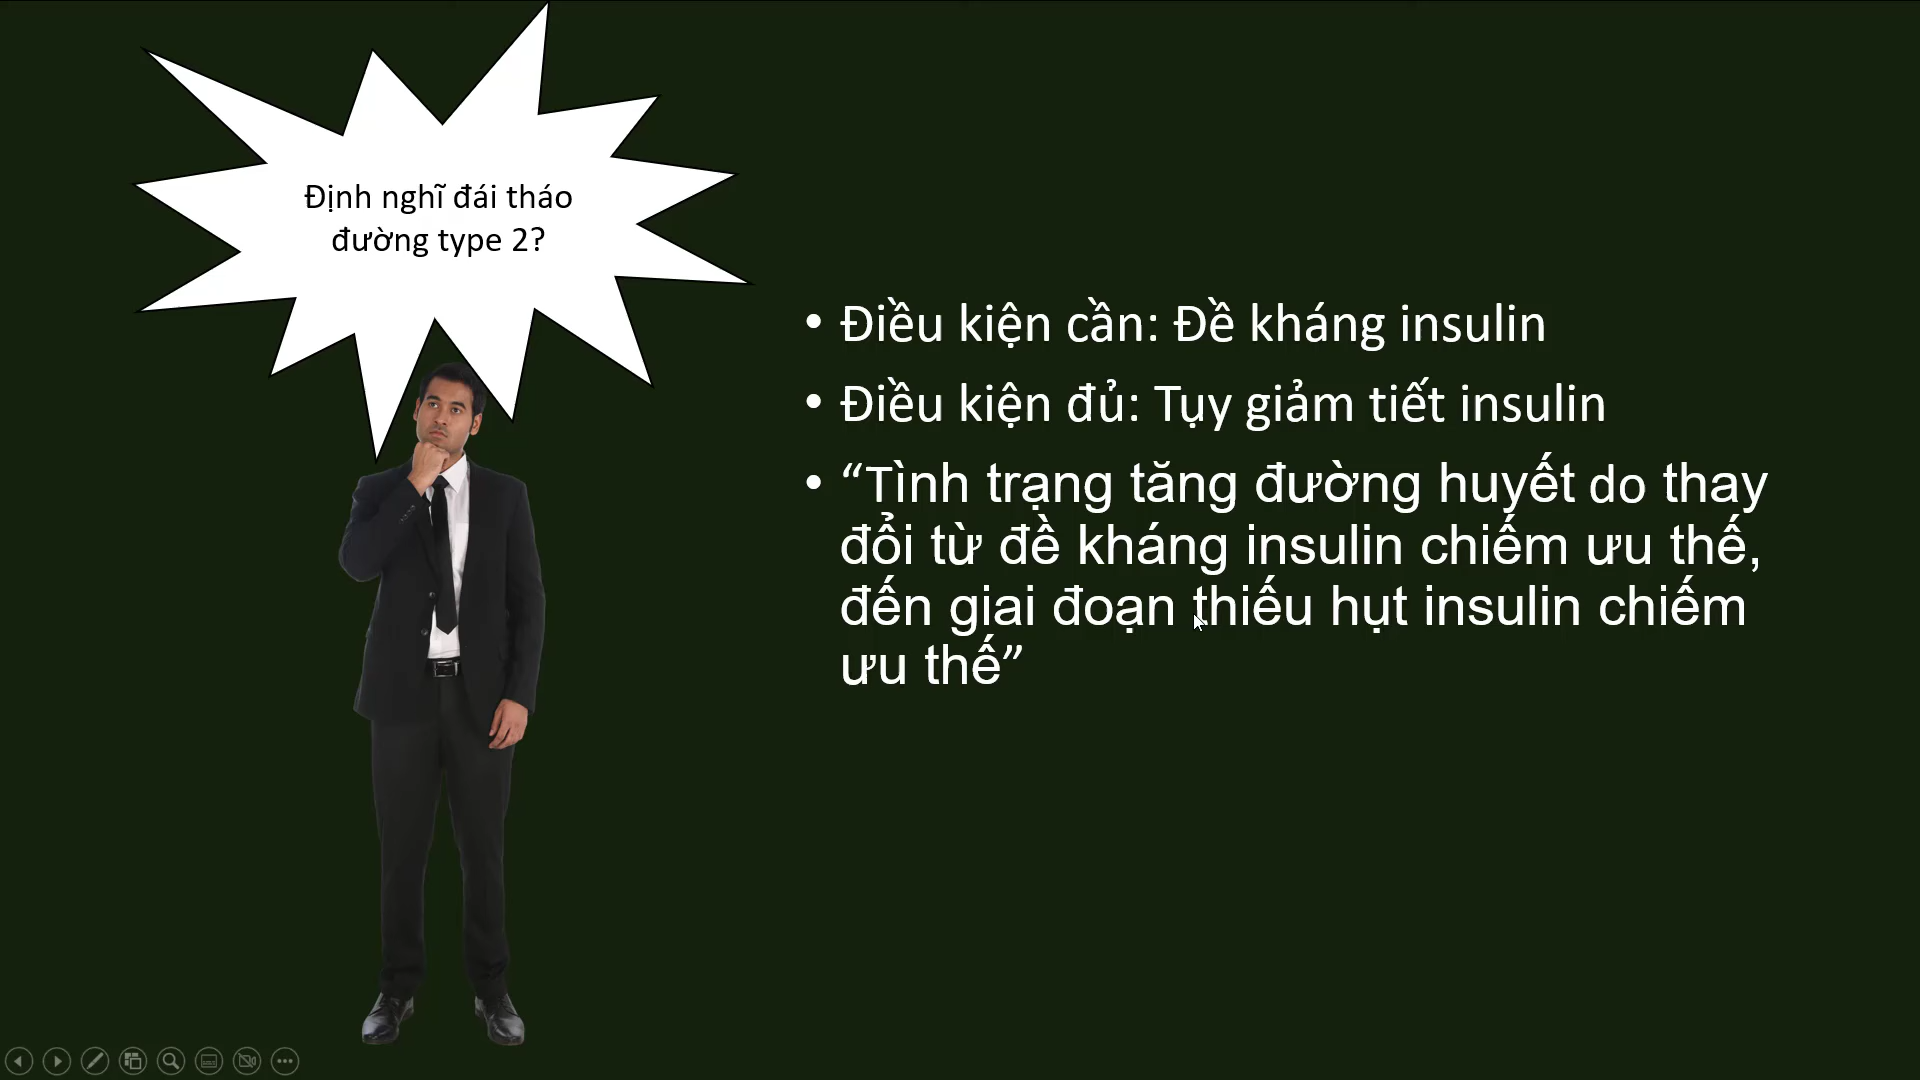 Định nghĩ đái tháo
đường type 2?
• Điều kiện cần: Đề kháng insulin
• Điều kiện đủ: Tụy giảm tiết insulin
• “Tình trạng tăng đường huyết do thay
đổi từ đề kháng insulin chiếm ưu thế,
đến giai đoạn thiếu hụt insulin chiếm
ưu thế”